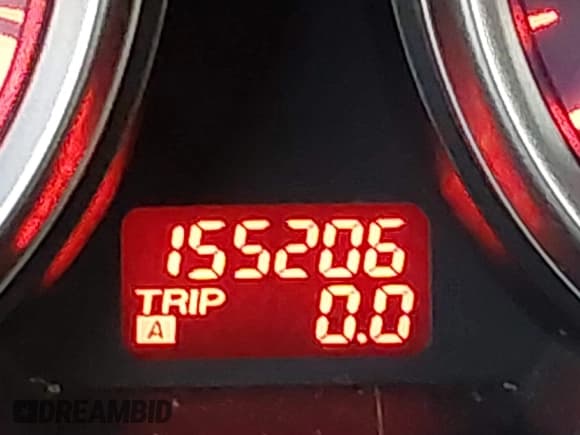 155206
TRIP
A 0.0
DREAMBID